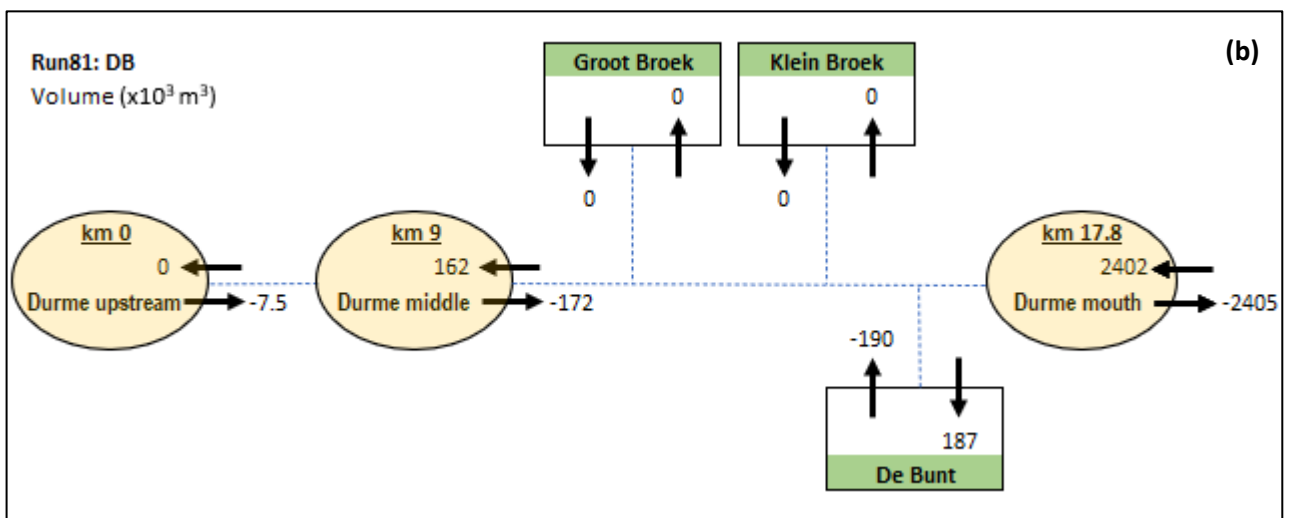 (b)
Run81: DB
Volume (x10³ m³)
Groot Broek
0
0
Klein Broek
0
0
km 0
0
Durme upstream
-7.5
km 9
162
Durme middle
-172
km 17.8
2402
Durme mouth
-2405
-190
187
De Bunt